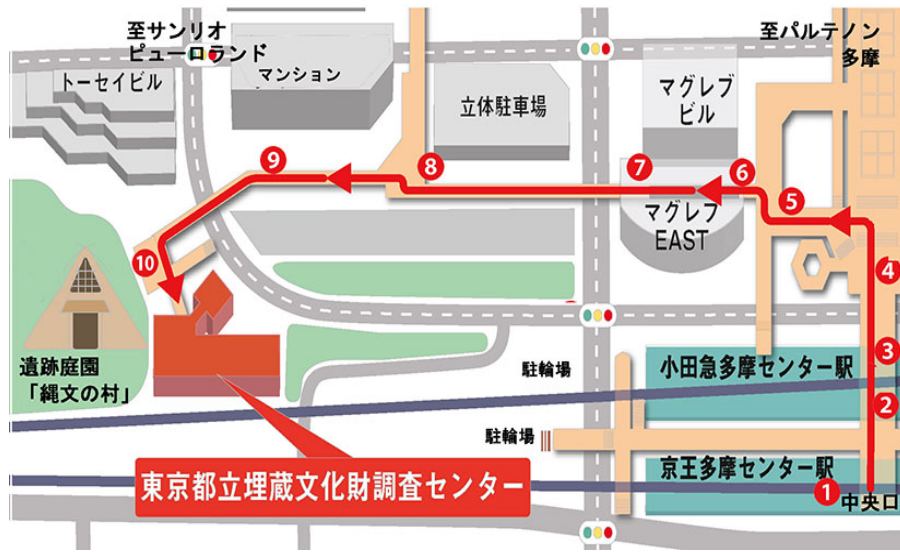 至サンリオ
ピューロランド
至パルテノン
多摩
トーセイビル
マンション
立体駐車場
マグレブ
ビル
9
8
7
6
5
マグレブ
EAST
10
4
遺跡庭園
「縄文の村」
駐輪場
小田急多摩センター駅
3
2
駐輪場
京王多摩センター駅
1
中央口
東京都立埋蔵文化財調査センター